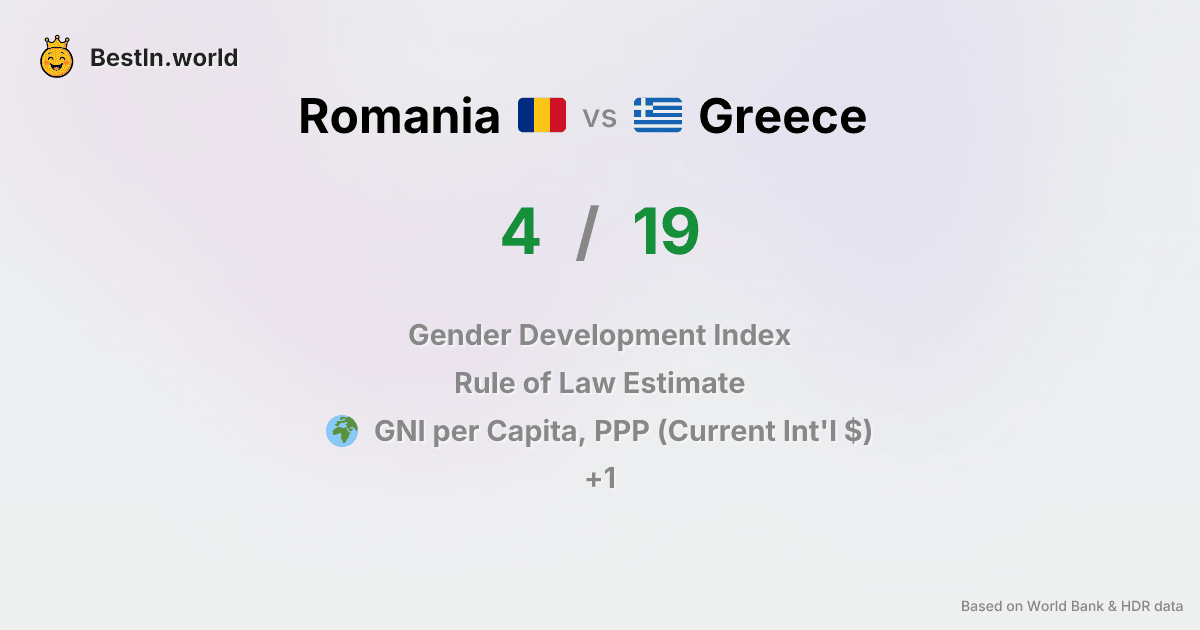 BestIn.world
Romania vs Greece
4 / 19
Gender Development Index
Rule of Law Estimate
GNI per Capita, PPP (Current Int'l $)
+1
Based on World Bank & HDR data